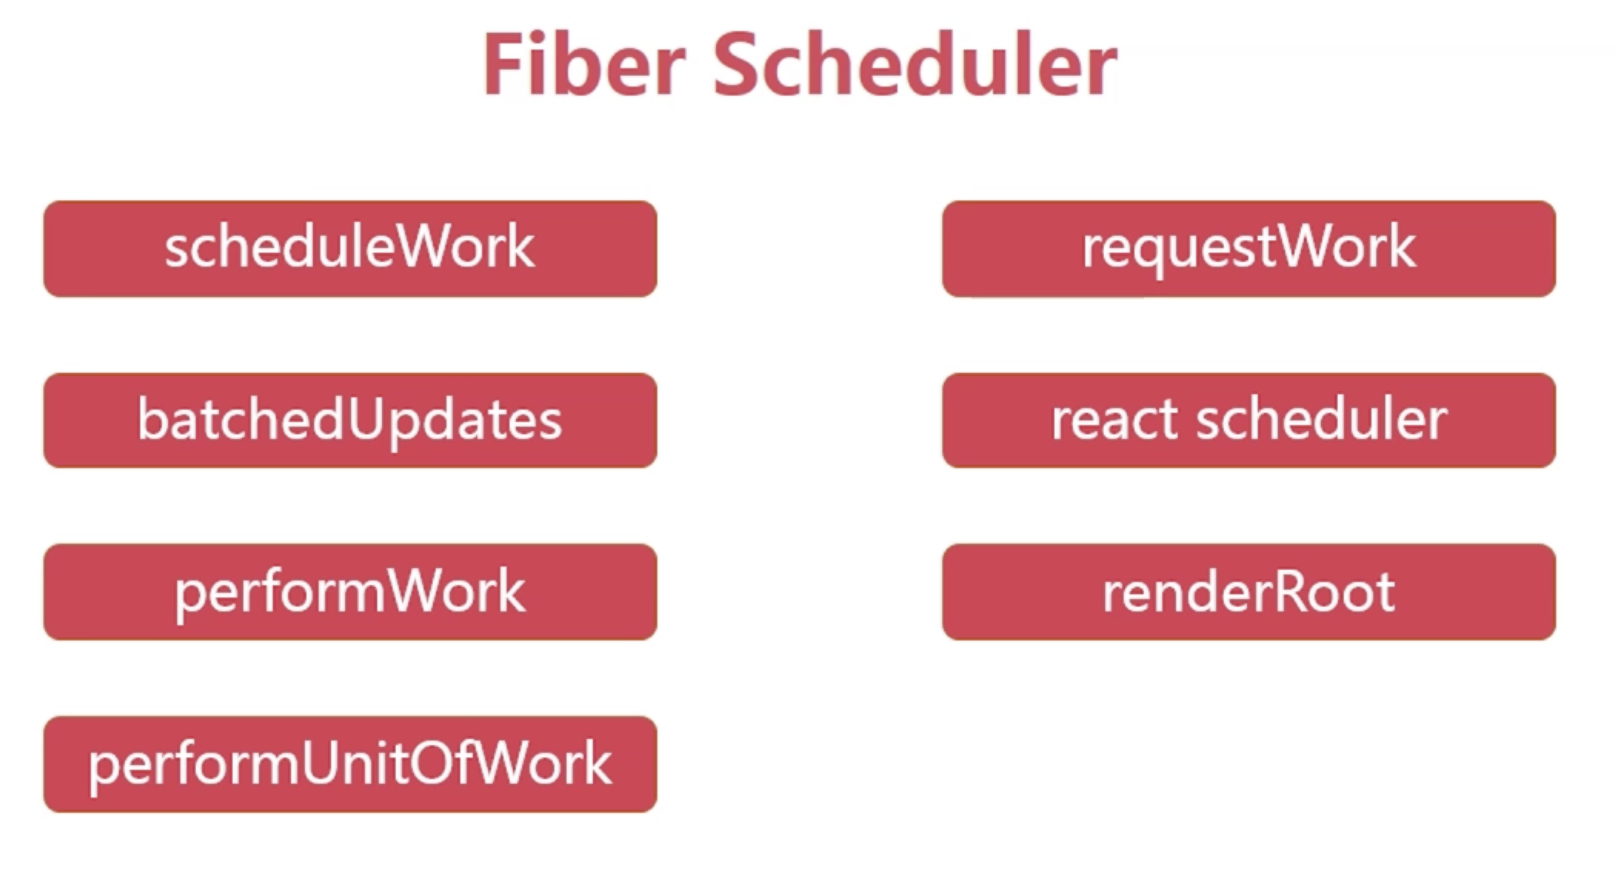 Fiber Scheduler
scheduleWork
requestWork
batchedUpdates
react scheduler
performWork
renderRoot
performUnitOfWork